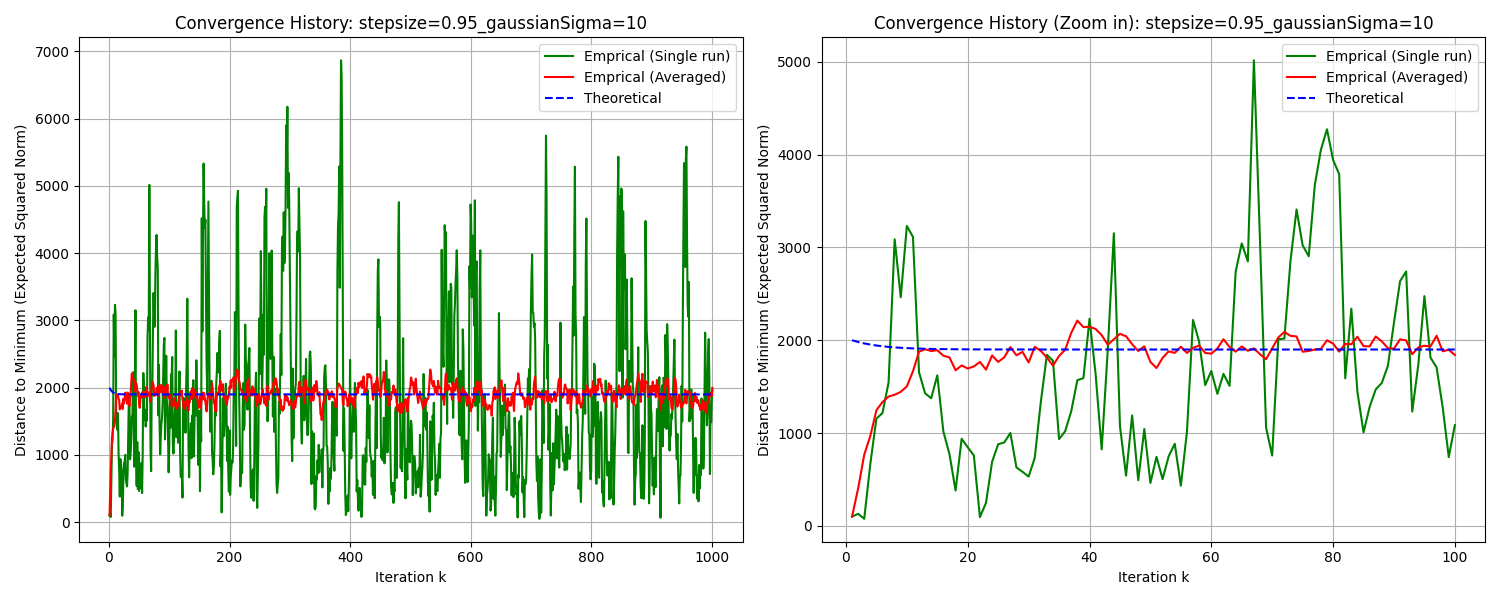 Convergence History: stepsize=0.95_gaussianSigma=10
Distance to Minimum (Expected Squared Norm)
7000
6000
5000
4000
3000
2000
1000
0
Emprical (Single run)
Emprical (Averaged)
Theoretical
0 200 400 600 800 1000
Iteration k
Convergence History (Zoom in): stepsize=0.95_gaussianSigma=10
Distance to Minimum (Expected Squared Norm)
5000
4000
3000
2000
1000
0
Emprical (Single run)
Emprical (Averaged)
Theoretical
0 20 40 60 80 100
Iteration k